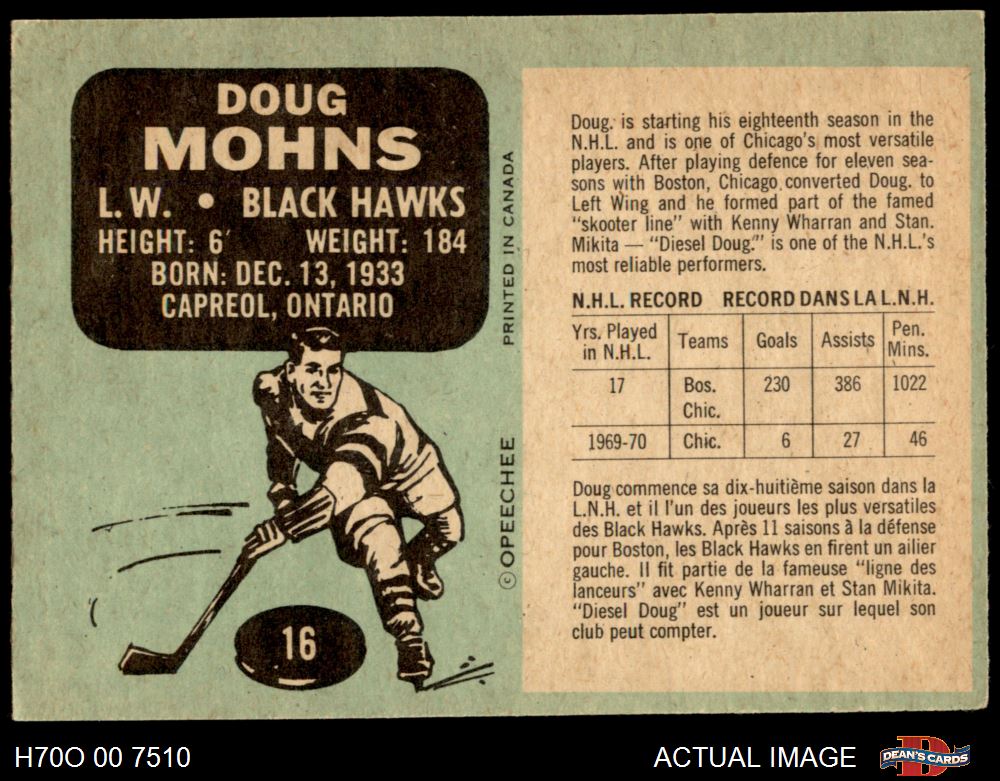 DOUG
MOHNS
L. W. • BLACK HAWKS
HEIGHT: 6' WEIGHT: 184
BORN: DEC. 13, 1933
CAPREOL, ONTARIO
PRINTED IN CANADA
© OPEECHEE
16
Doug. is starting his eighteenth season in the
N.H.L. and is one of Chicago's most versatile
players. After playing defence for eleven sea-
sons with Boston, Chicago converted Doug. to
Left Wing and he formed part of the famed
"skooter line" with Kenny Wharran and Stan.
Mikita — "Diesel Doug." is one of the N.H.L.'s
most reliable performers.
N.H.L. RECORD RECORD DANS LA L.N.H.
Yrs. Played in N.H.L. Teams Goals Assists Pen. Mins.
17 Bos. Chic. 230 386 1022
1969-70 Chic. 6 27 46
Doug commence sa dix-huitième saison dans la
L.N.H. et il l'un des joueurs les plus versatiles
des Black Hawks. Après 11 saisons à la défense
pour Boston, les Black Hawks en firent un ailier
gauche. Il fit partie de la fameuse "ligne des
lanceurs" avec Kenny Wharran et Stan Mikita.
"Diesel Doug" est un joueur sur lequel son
club peut compter.
H70O 00 7510
ACTUAL IMAGE
DEAN'S CARDS